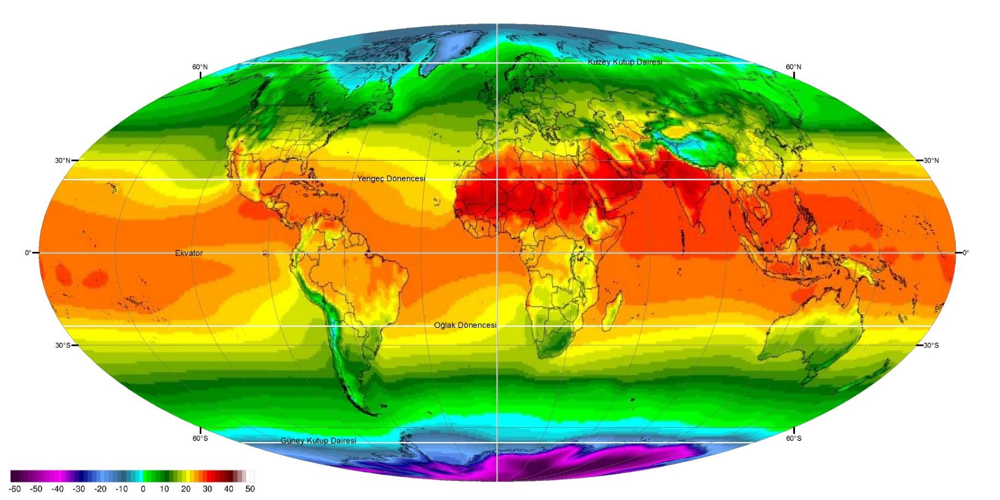 Kuzey Kutup Dairesi
60°N
60°N
30°N
30°N
Yengeç Dönencesi
0°
Ekvator
0°
Oğlak Dönencesi
30°S
30°S
60°S
Güney Kutup Dairesi
60°S
-60 -50 -40 -30 -20 -10 0 10 20 30 40 50